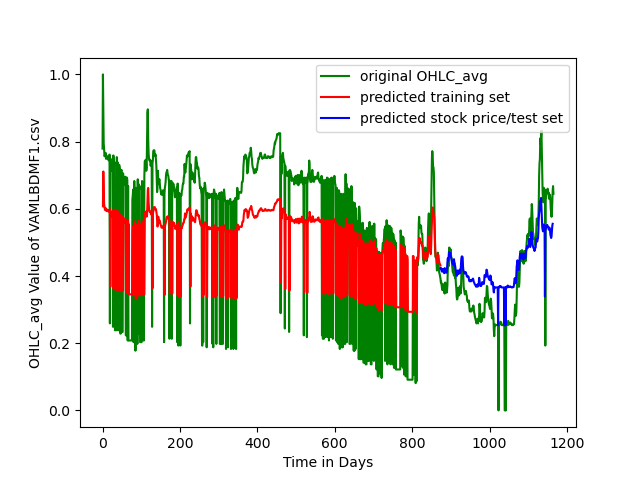 original OHLC_avg
predicted training set
predicted stock price/test set
OHLC_avg Value of VAMLBDMF1.csv
1.0
0.8
0.6
0.4
0.2
0.0
0 200 400 600 800 1000 1200
Time in Days